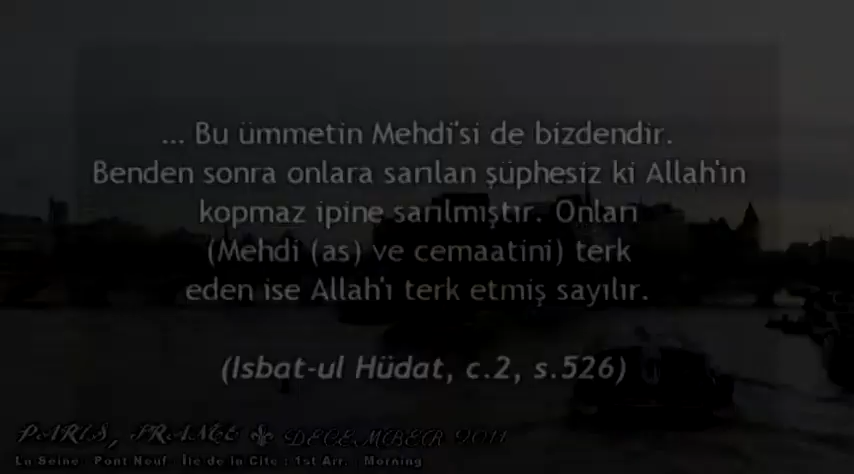 ... Bu ümmetin Mehdi'si de bizdendir.
Benden sonra onlara sarılan şüphesiz ki Allah'ın
kopmaz ipine sarılmıştır. Onları
(Mehdi (as) ve cemaatini) terk
eden ise Allah'ı terk etmiş sayılır.
(Isbat-ul Hüdat, c.2, s.526)
PARIS, FRANCE ⚜ DECEMBER 2011
La Seine : Pont Neuf : Île de la Cite : 1st Arr. : Morning